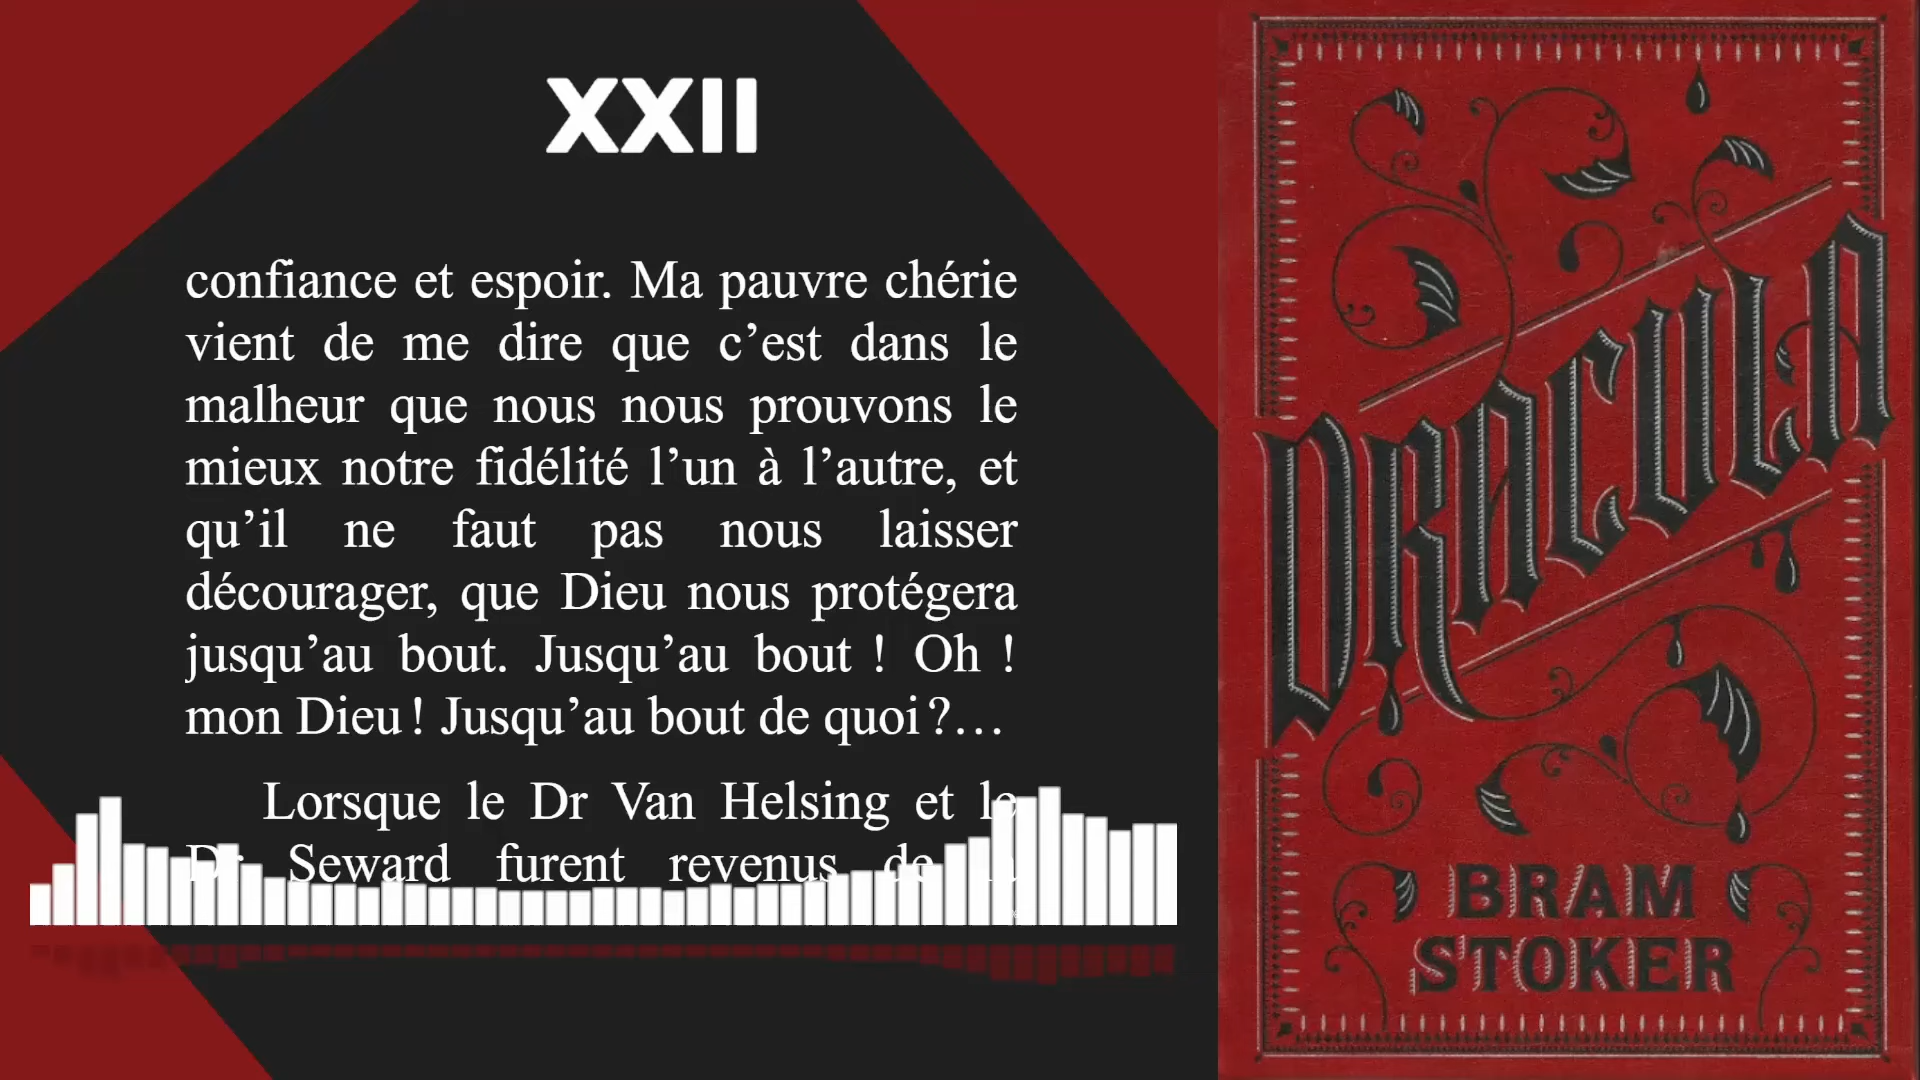 XXII
confiance et espoir. Ma pauvre chérie
vient de me dire que c’est dans le
malheur que nous nous prouvons le
mieux notre fidélité l’un à l’autre, et
qu’il ne faut pas nous laisser
décourager, que Dieu nous protégera
jusqu’au bout. Jusqu’au bout ! Oh !
mon Dieu ! Jusqu’au bout de quoi ?…
Lorsque le Dr Van Helsing et le
Dr Seward furent revenus de la
DRACULA
BRAM
STOKER